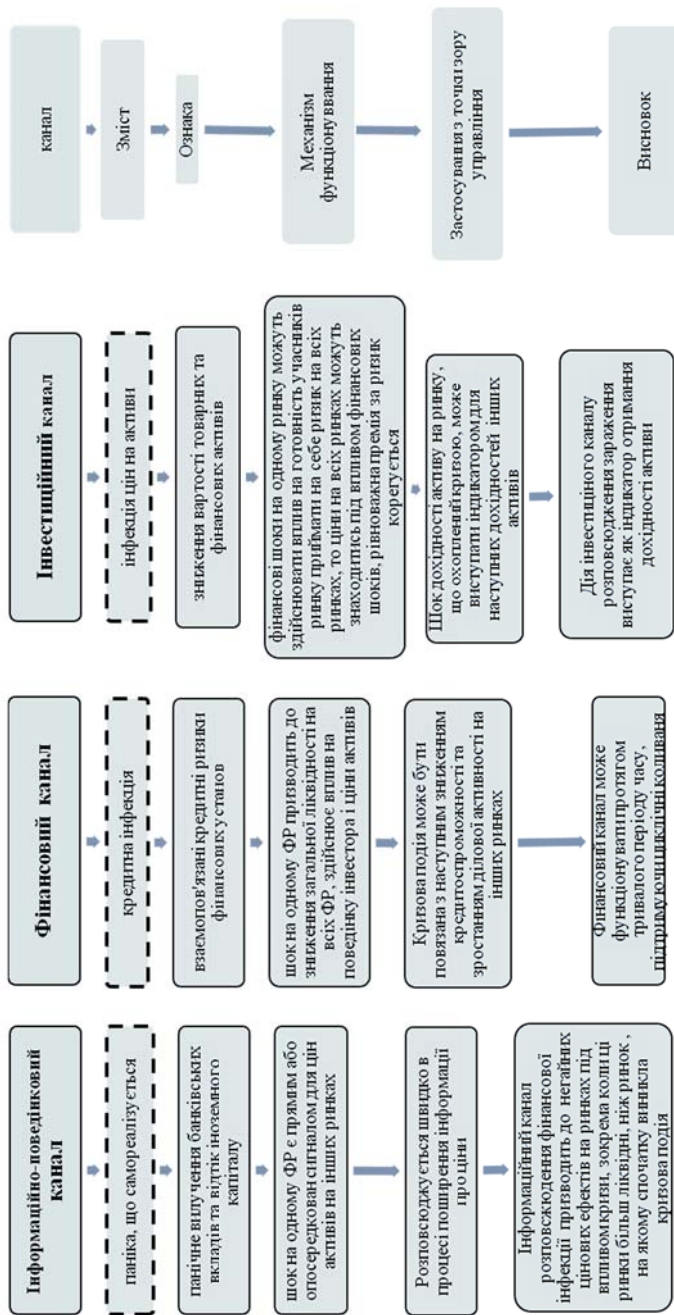 канал
Зміст
Ознака
Механізм
функціонуввання
Застосування з точки зору
управління
Висновок
Інвестиційний канал
інфекція цін на активи
зниження вартості товарних та
фінансових активів
фінансові шоки на одному ринку можуть
здійснювати вплив на готовність учасників
ринку приймати на себе ризик на всіх
ринках, то ціни на всіх ринках можуть
знаходитись під впливом фінансових
шоків, рівноважна премія за ризик
корегується
Шок дохідності активу на ринку,
що охоплений кризою, може
виступати індикатором для
наступних дохідностей інших
активів
Дія інвестиціного каналу
розповсюдження зараження
виступає як індикатор отримання
дохідності активи
Фінансовий канал
кредитна інфекція
взаємопов'язані кредитні ризики
фінансових установ
шок на одному ФР призводить до
зниження загальної ліквідності на
всіх ФР, здійснює вплив на
поведінку інвестора і ціни активів
Кризова подія може бути
повязана з наступним зниженням
кредитоспроможності та
зростанням ділової активності на
інших ринках
Фінансовий канал може
функціонувати протягом
тривалого періоду часу,
підтримуючи циклічні коливаня
Інформаційно-поведінковий
канал
паніка, що самореалізується
панічне вилучення банківських
вкладів та відтік іноземного
капіталу
шок на одному ФР є прямим або
опосредкован сигналом для цін
активів на інших ринках
Розповсюджується швидко в
процесі поширення інформації
про ціни
Інформаційний канал
розповсюдження фінансової
інфекції призводить до негайних
цінових ефектів на ринках під
впливом кризи, зокрема коли ці
ринки більш ліквідні, ніж ринок ,
на якому спочатку виникла
кризова подія